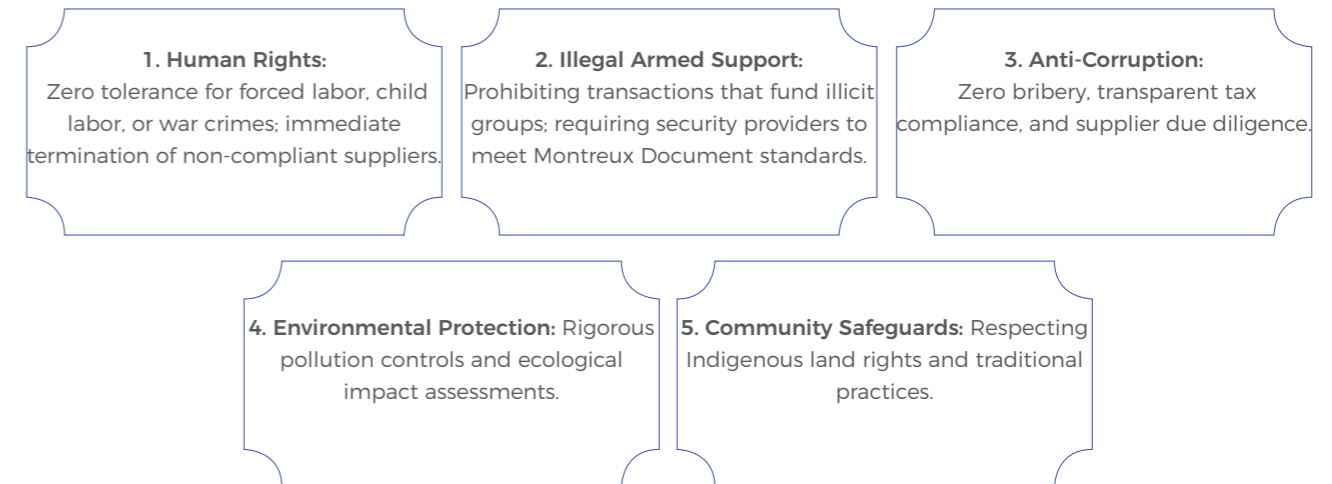 1. Human Rights:
Zero tolerance for forced labor, child
labor, or war crimes; immediate
termination of non-compliant suppliers.
2. Illegal Armed Support:
Prohibiting transactions that fund illicit
groups; requiring security providers to
meet Montreux Document standards.
3. Anti-Corruption:
Zero bribery, transparent tax
compliance, and supplier due diligence.
4. Environmental Protection: Rigorous
pollution controls and ecological
impact assessments.
5. Community Safeguards: Respecting
Indigenous land rights and traditional
practices.